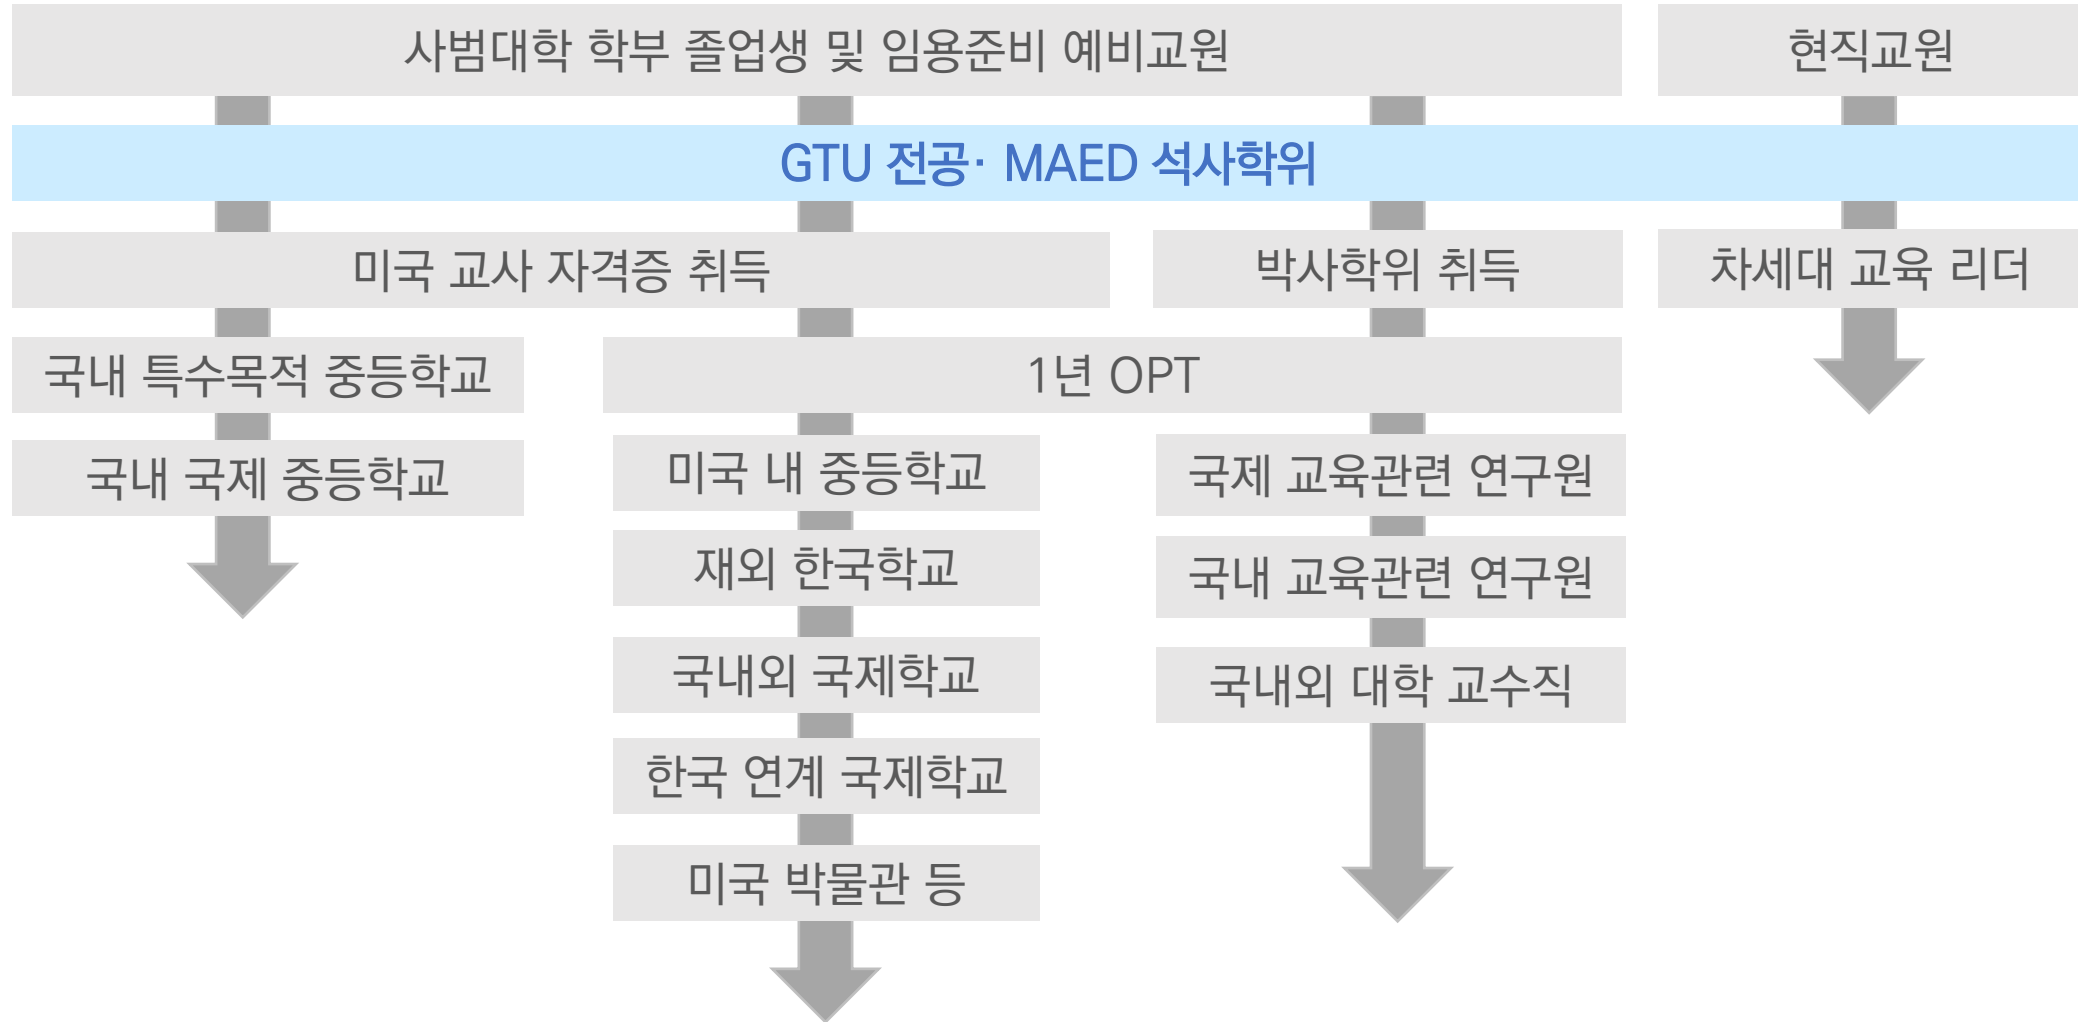 사범대학 학부 졸업생 및 임용준비 예비교원
현직교원
GTU 전공· MAED 석사학위
미국 교사 자격증 취득
박사학위 취득
차세대 교육 리더
국내 특수목적 중등학교
1년 OPT
국내 국제 중등학교
미국 내 중등학교
국제 교육관련 연구원
재외 한국학교
국내 교육관련 연구원
국내외 국제학교
국내외 대학 교수직
한국 연계 국제학교
미국 박물관 등